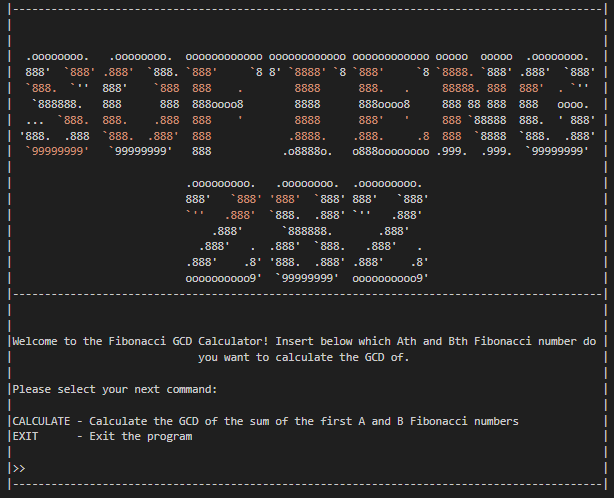 SOFTENG
282
Welcome to the Fibonacci GCD Calculator! Insert below which Ath and Bth Fibonacci number do
you want to calculate the GCD of.
Please select your next command:
CALCULATE - Calculate the GCD of the sum of the first A and B Fibonacci numbers
EXIT - Exit the program
>>